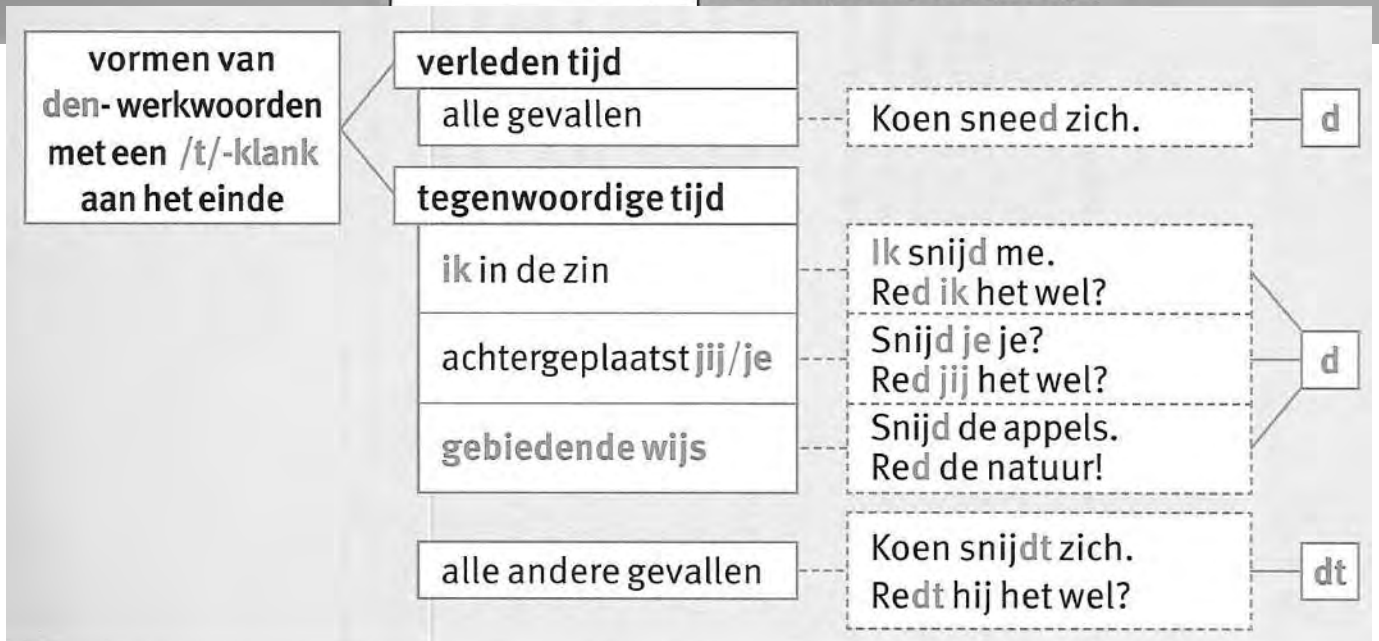 vormen van
den- werkwoorden
met een /t/-klank
aan het einde
verleden tijd
alle gevallen
Koen sneed zich.
d
tegenwoordige tijd
ik in de zin
Ik snijd me.
Red ik het wel?
achtergeplaatst jij/je
Snijd je je?
Red jij het wel?
d
gebiedende wijs
Snijd de appels.
Red de natuur!
alle andere gevallen
Koen snijdt zich.
Redt hij het wel?
dt